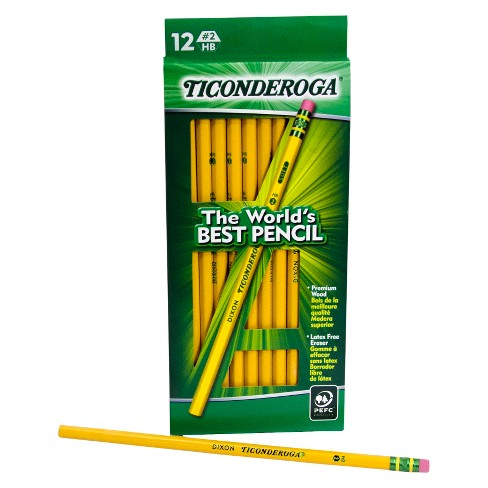 12 #2
HB
TICONDEROGA®
The World's
BEST PENCIL
DIXON TICONDEROGA
• Premium
Wood
Bois de la
meilleure
qualité
Madera
superior
• Latex Free
Eraser
Gomme à
effacer
sans latex
Borrador
libre
de látex
PEFC
DIXON TICONDEROGA